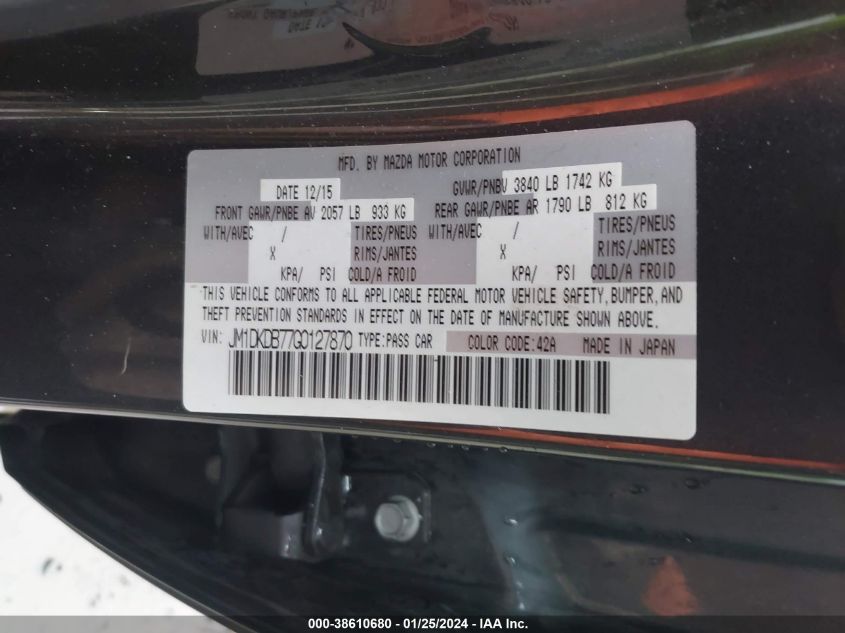 MFD. BY MAZDA MOTOR CORPORATION
DATE 12/15 GVWR/PNBV 3840 LB 1742 KG
FRONT GAWR/PNBE AV 2057 LB 933 KG REAR GAWR/PNBE AR 1790 LB 812 KG
WITH/AVEC / TIRES/PNEUS WITH/AVEC / TIRES/PNEUS
X RIMS/JANTES X RIMS/JANTES
KPA/ PSI COLD/A FROID KPA/ PSI COLD/A FROID
THIS VEHICLE CONFORMS TO ALL APPLICABLE FEDERAL MOTOR VEHICLE SAFETY, BUMPER, AND
THEFT PREVENTION STANDARDS IN EFFECT ON THE DATE OF MANUFACTURE SHOWN ABOVE.
VIN: JM1DKDB77G0127870 TYPE:PASS CAR COLOR CODE:42A MADE IN JAPAN
000-38610680 - 01/25/2024 - IAA Inc.